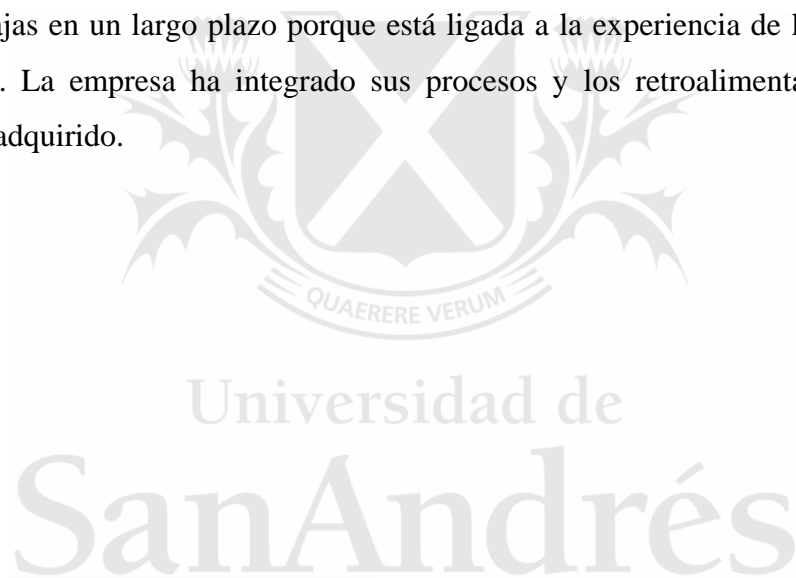 ajas en un largo plazo porque está ligada a la experiencia de l
. La empresa ha integrado sus procesos y los retroalimenta
adquirido.
QUAERERE VERUM
Universidad de
SanAndrés